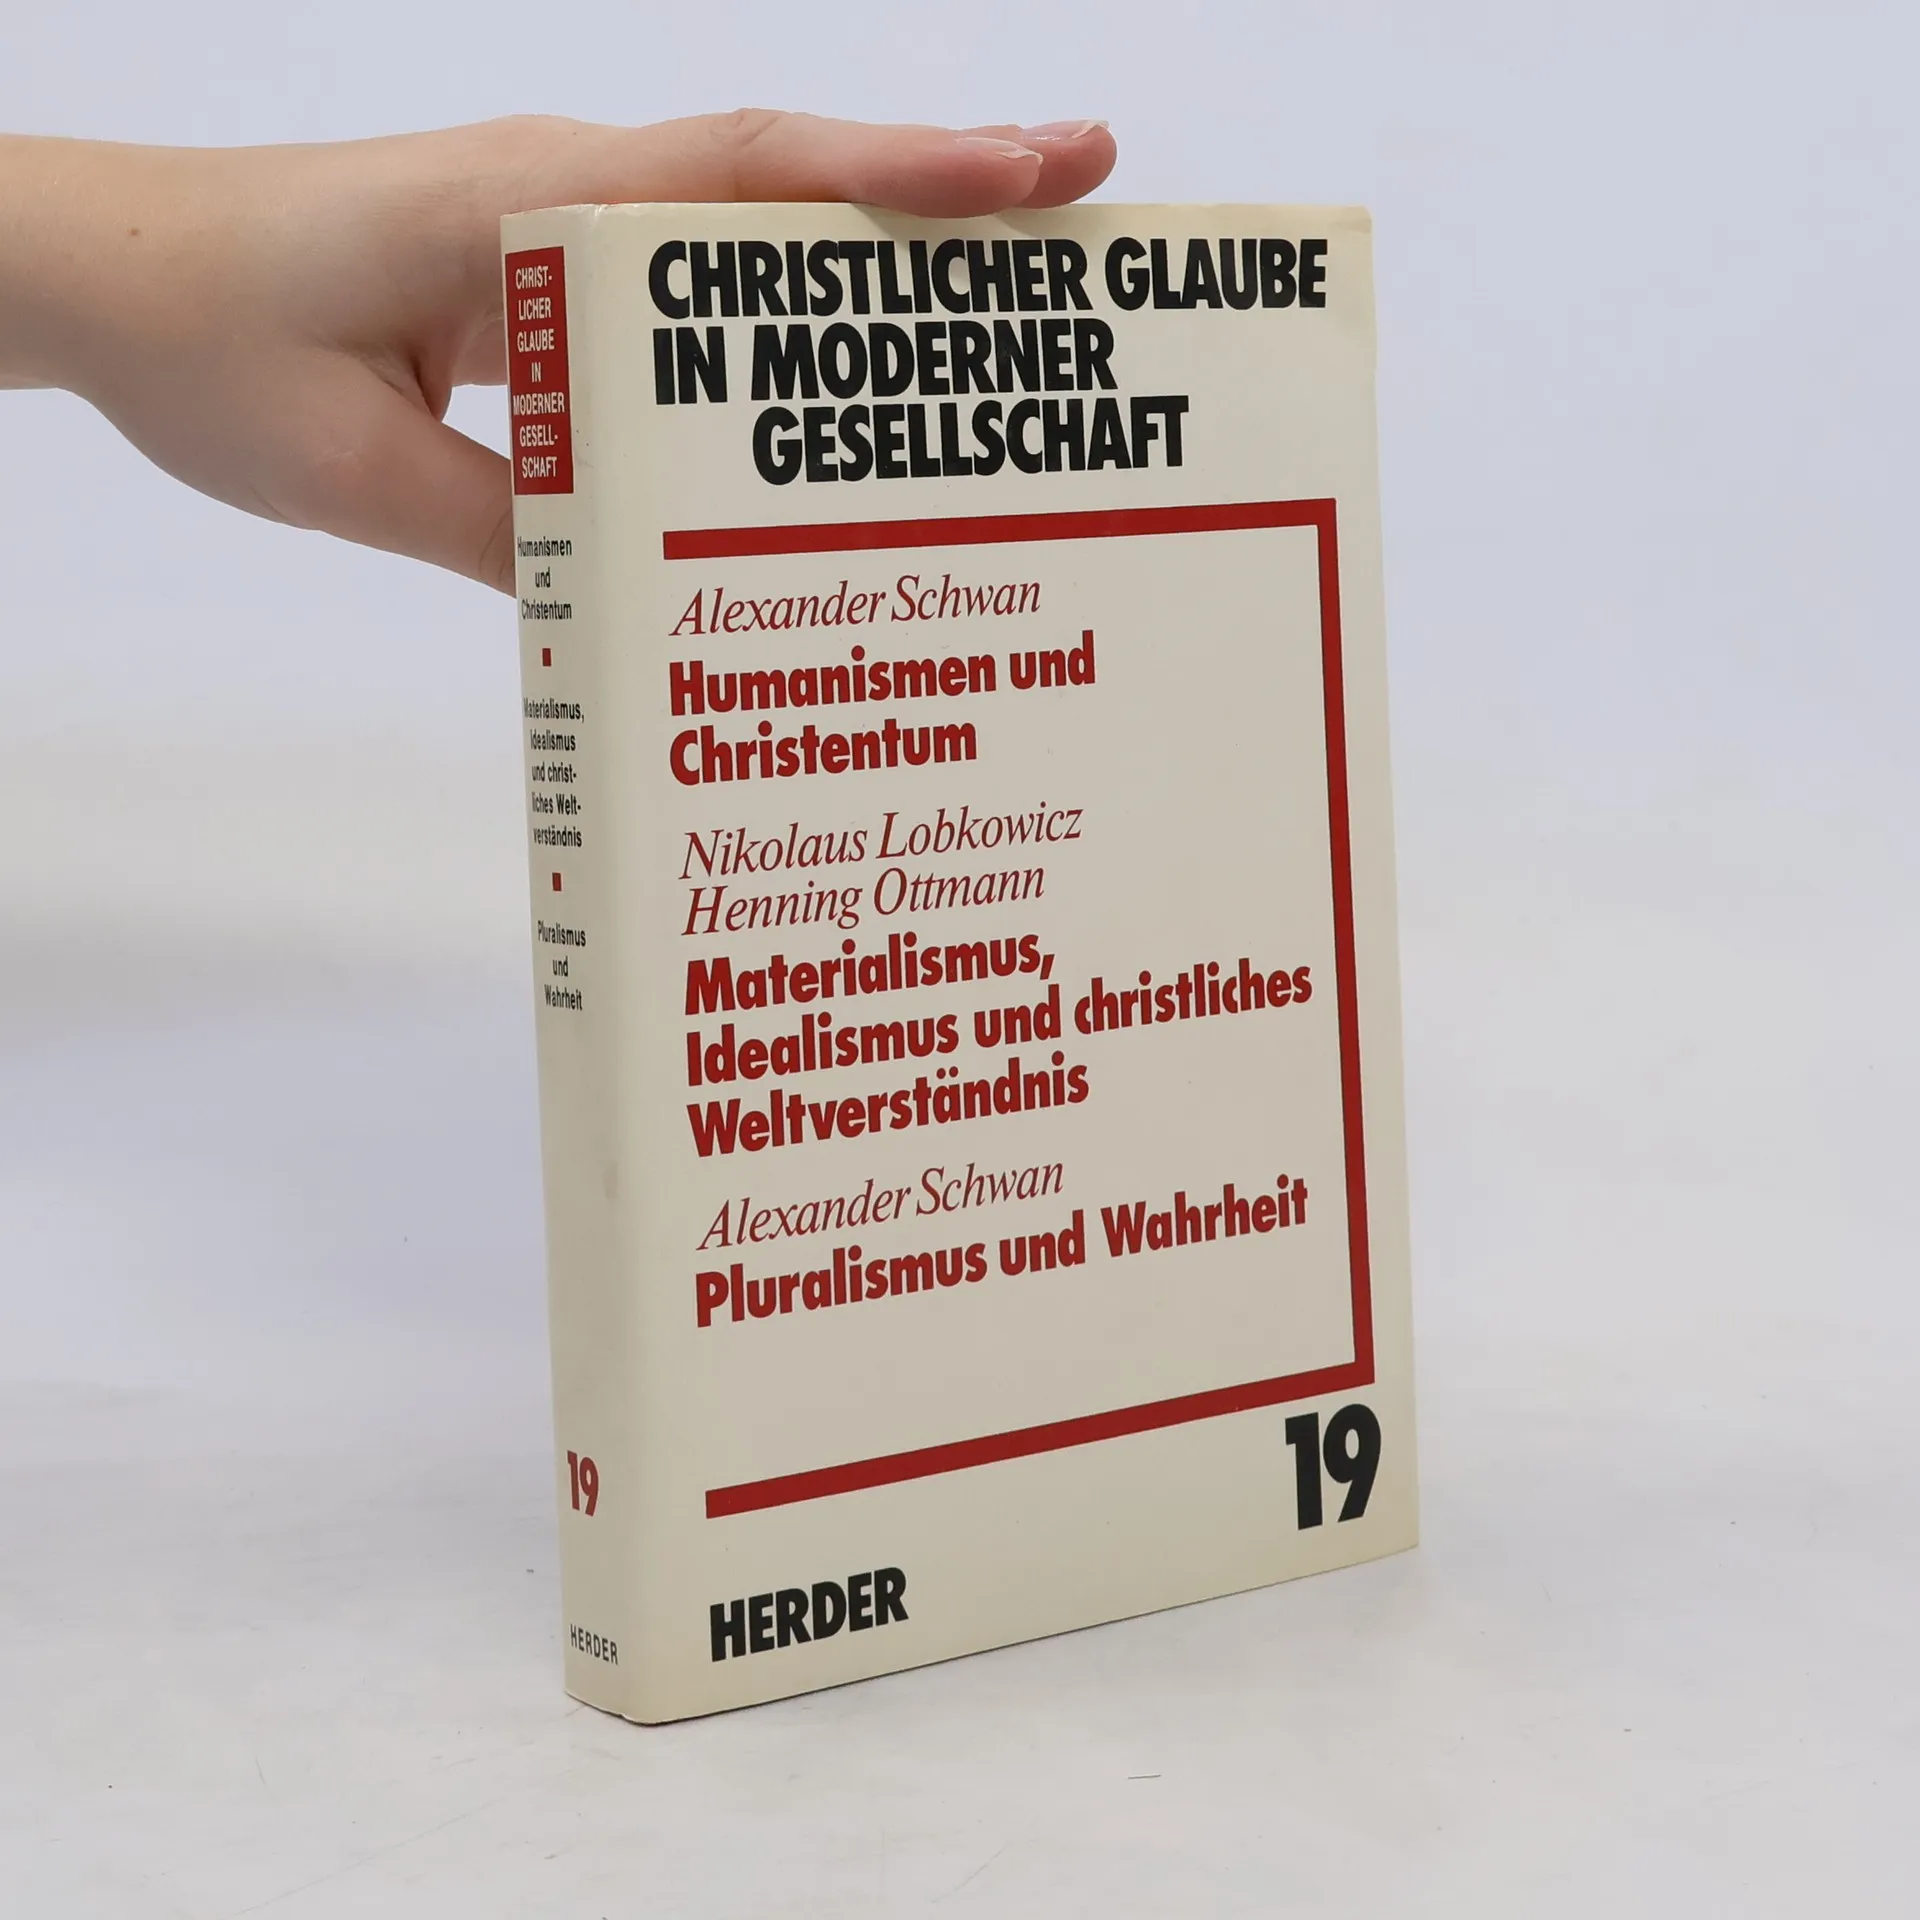 CHRISTLICHER GLAUBE
IN MODERNER
GESELLSCHAFT
Alexander Schwan
Humanismen und
Christentum
Nikolaus Lobkowicz
Henning Ottmann
Materialismus,
Idealismus und christliches
Weltverständnis
Alexander Schwan
Pluralismus und Wahrheit
19
HERDER
CHRIST-
LICHER
GLAUBE
IN
MODERNER
GESELL-
SCHAFT
Humanismen
und
Christentum
Materialismus,
Idealismus
und christ-
liches Welt-
verständnis
Pluralismus
und
Wahrheit
19
HERDER